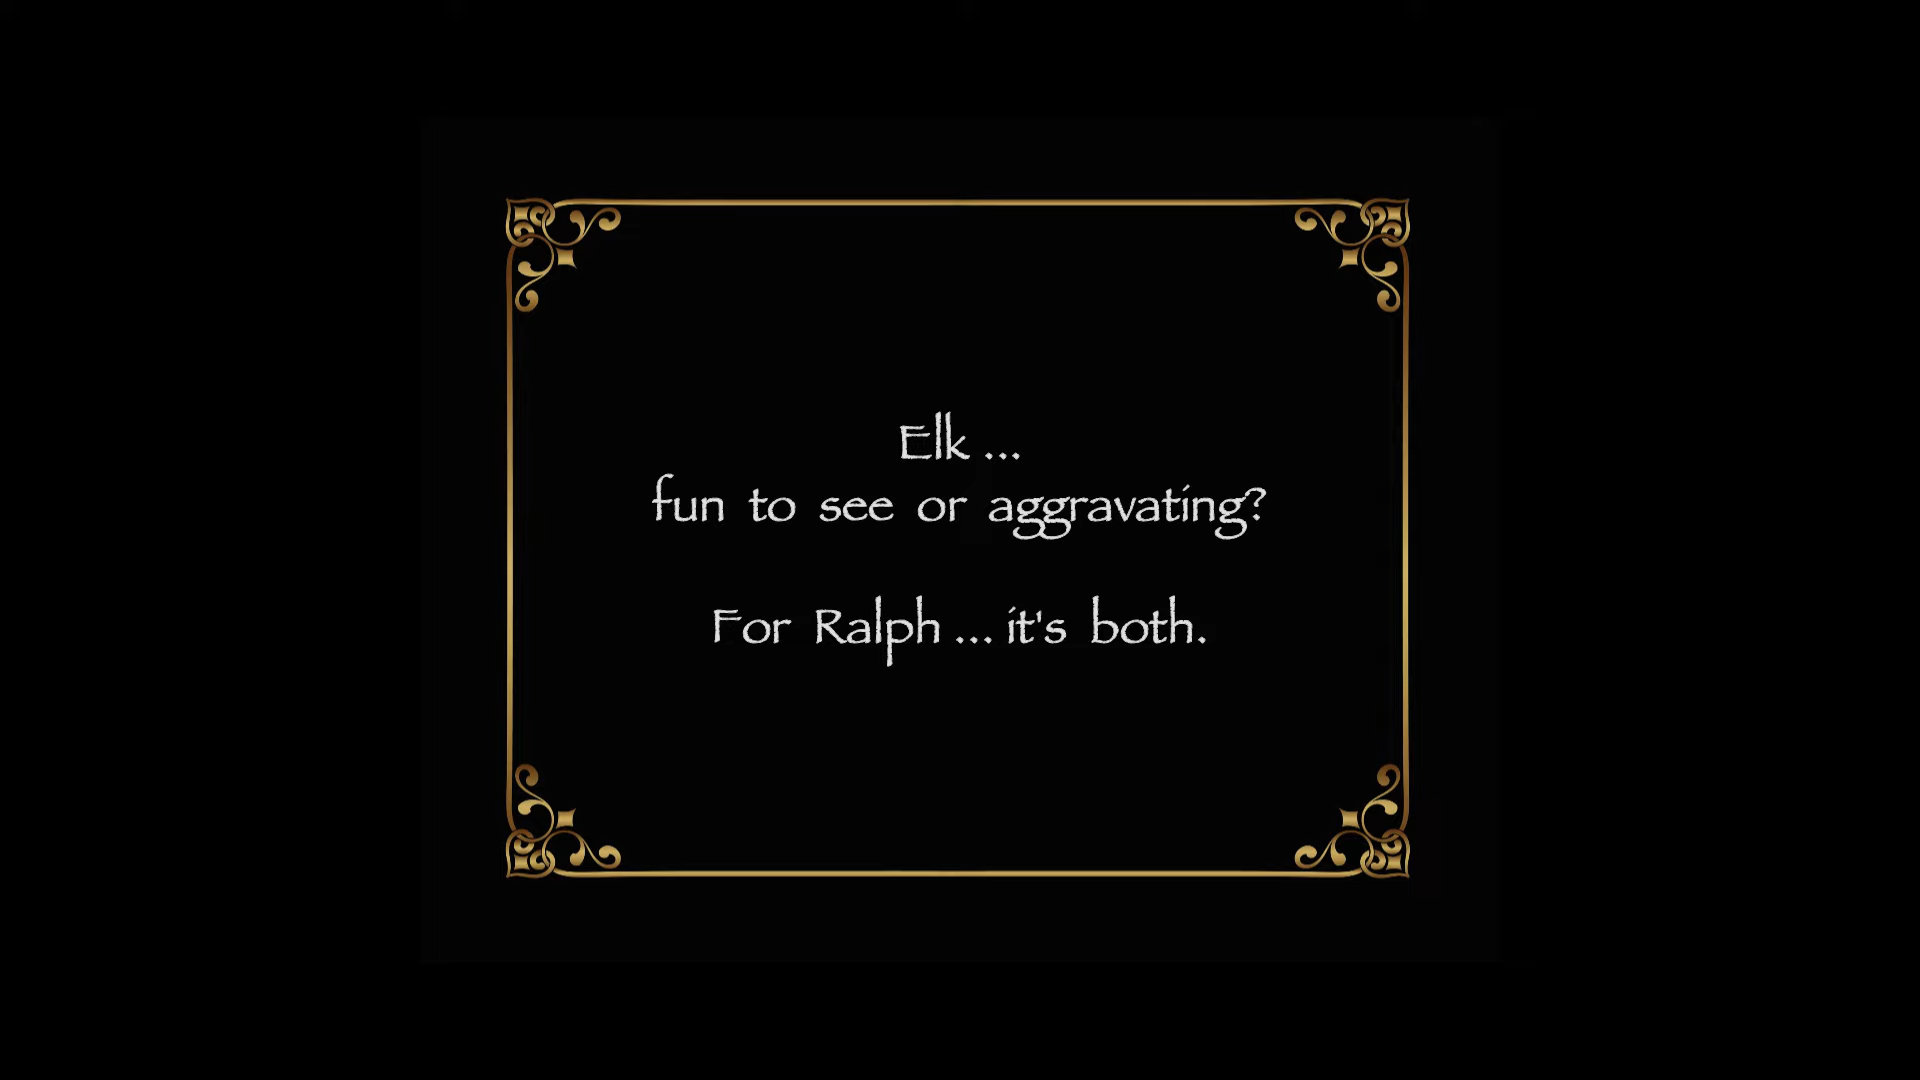 Elk ...
fun to see or aggravating?
For Ralph ... it's both.